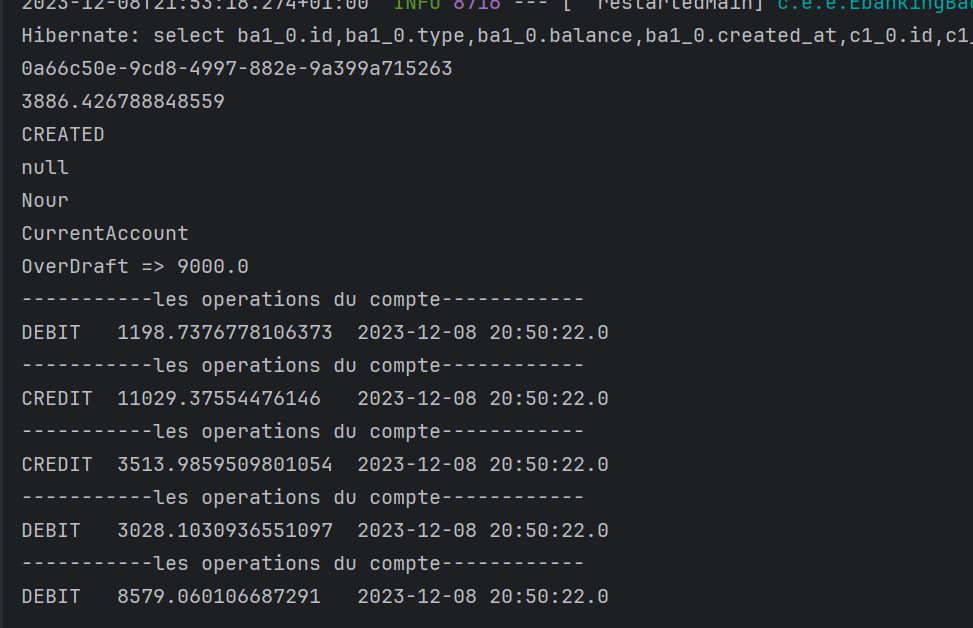 2023-12-08T21:53:18.274+01:00  INFO 8716 --- [  restartedMain] c.e.e.EbankingBac
Hibernate: select ba1_0.id,ba1_0.type,ba1_0.balance,ba1_0.created_at,c1_0.id,c1_
0a66c50e-9cd8-4997-882e-9a399a715263
3886.426788848559
CREATED
null
Nour
CurrentAccount
OverDraft => 9000.0
-----------les operations du compte------------
DEBIT   1198.7376778106373  2023-12-08 20:50:22.0
-----------les operations du compte------------
CREDIT  11029.37554476146   2023-12-08 20:50:22.0
-----------les operations du compte------------
CREDIT  3513.9859509801054  2023-12-08 20:50:22.0
-----------les operations du compte------------
DEBIT   3028.1030936551097  2023-12-08 20:50:22.0
-----------les operations du compte------------
DEBIT   8579.060106687291   2023-12-08 20:50:22.0